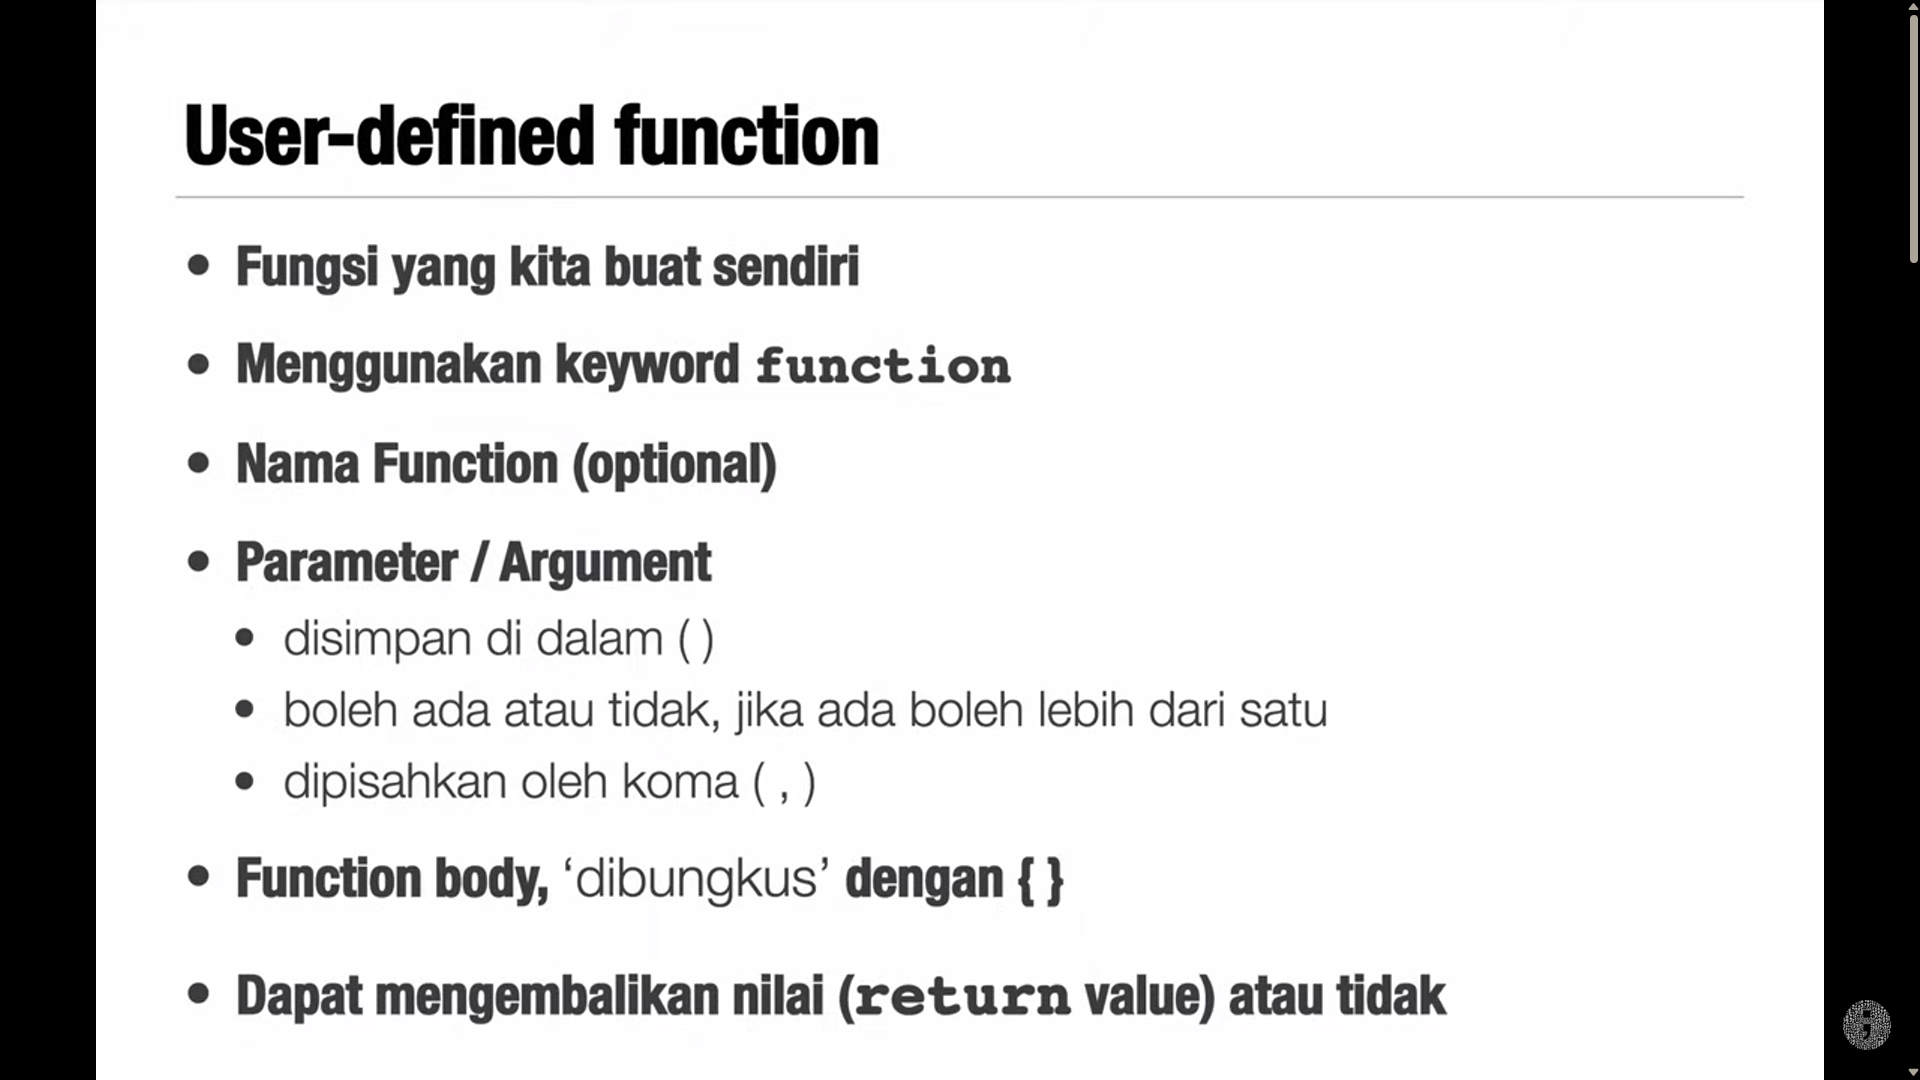 User-defined function
• Fungsi yang kita buat sendiri
• Menggunakan keyword function
• Nama Function (optional)
• Parameter / Argument
• disimpan di dalam ( )
• boleh ada atau tidak, jika ada boleh lebih dari satu
• dipisahkan oleh koma ( , )
• Function body, ‘dibungkus’ dengan { }
• Dapat mengembalikan nilai (return value) atau tidak